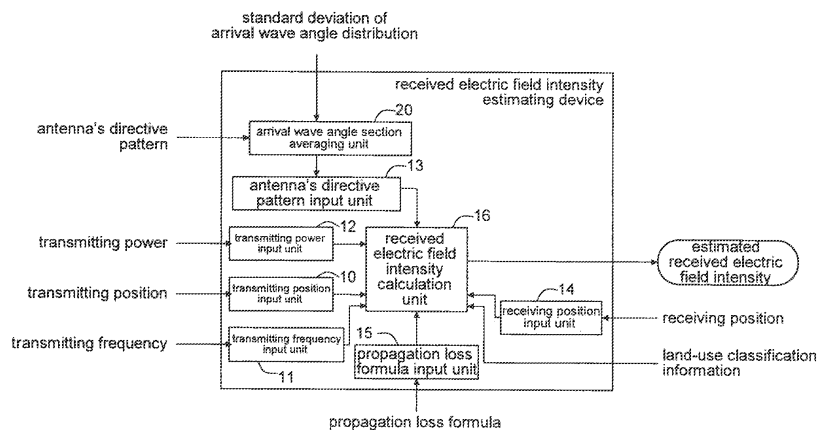 standard deviation of
arrival wave angle distribution
received electric field intensity
estimating device
20
antenna's directive
pattern
arrival wave angle section
averaging unit
13
antenna's directive
pattern input unit
12
16
transmitting power
transmitting power
input unit
received
electric field
intensity
calculation
unit
estimated
received electric
field intensity
10
transmitting position
transmitting position
input unit
14
receiving position
input unit
receiving position
transmitting frequency
transmitting frequency
input unit
11
15
propagation loss
formula input unit
land-use classification
information
propagation loss formula